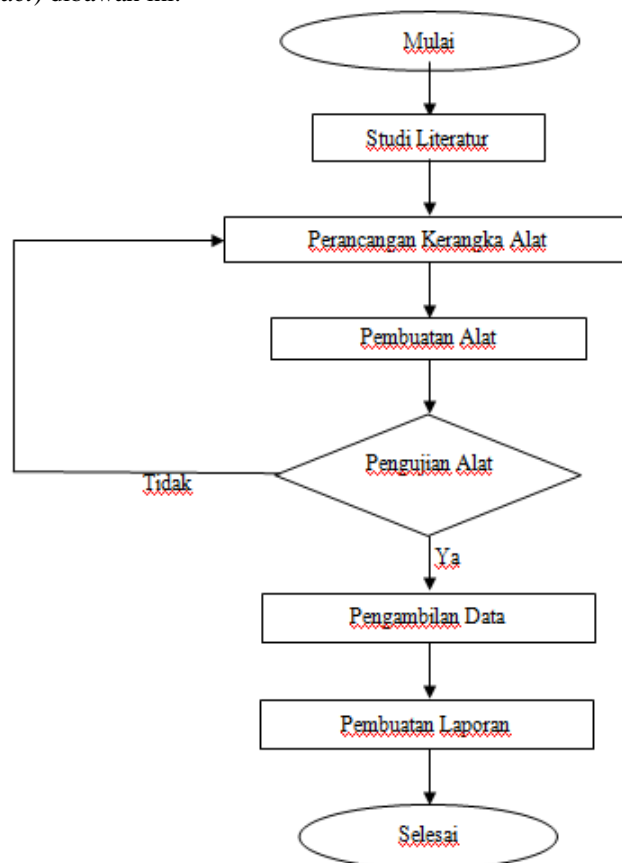 ) dibawah ini.
Mulai
Studi Literatur
Perancangan Kerangka Alat
Pembuatan Alat
Pengujian Alat
Tidak
Ya
Pengambilan Data
Pembuatan Laporan
Selesai